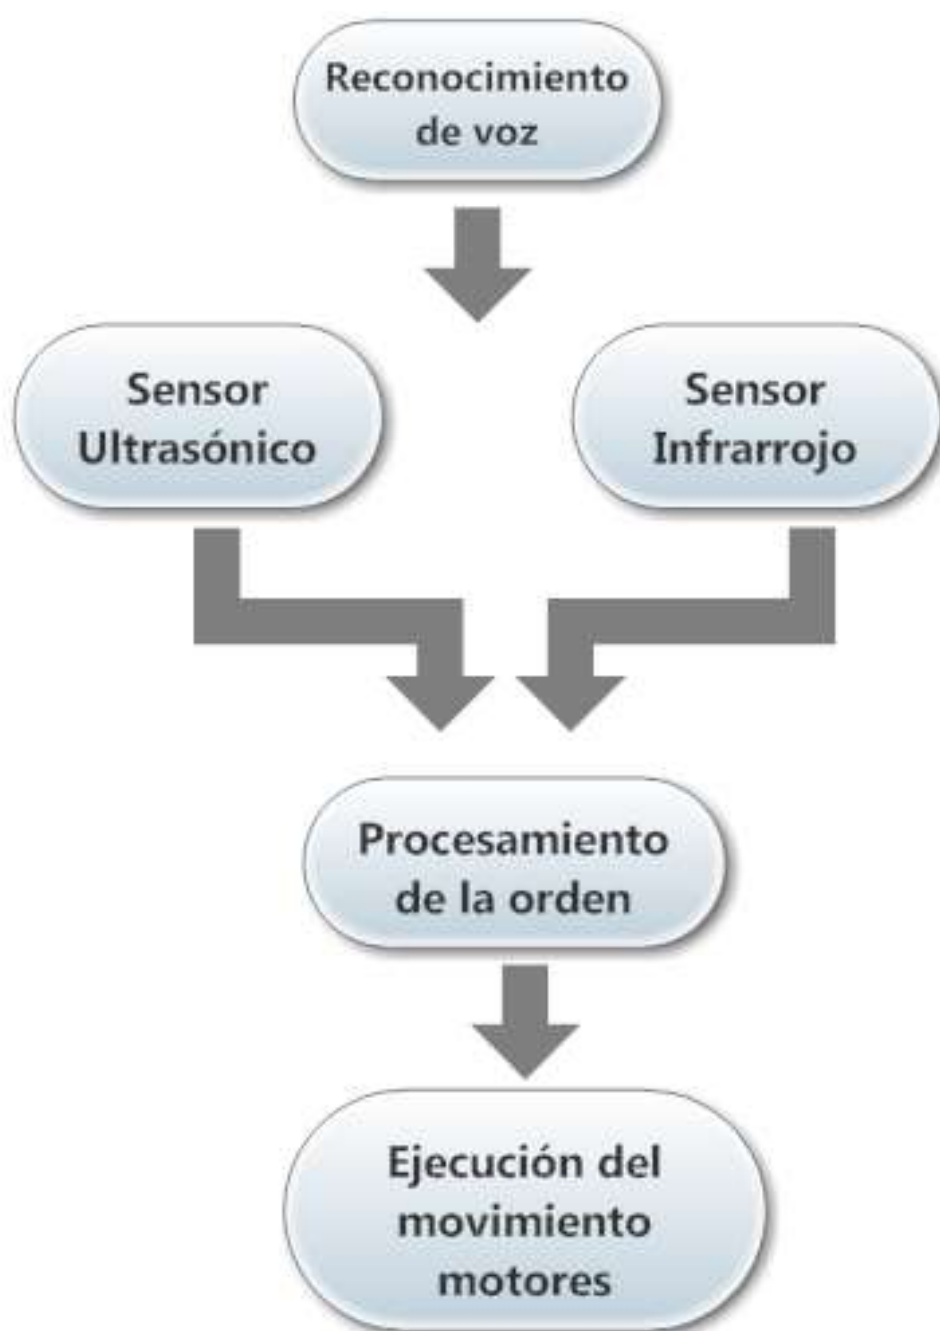 Reconocimiento
de voz
Sensor
Ultrasónico
Sensor
Infrarrojo
Procesamiento
de la orden
Ejecución del
movimiento
motores